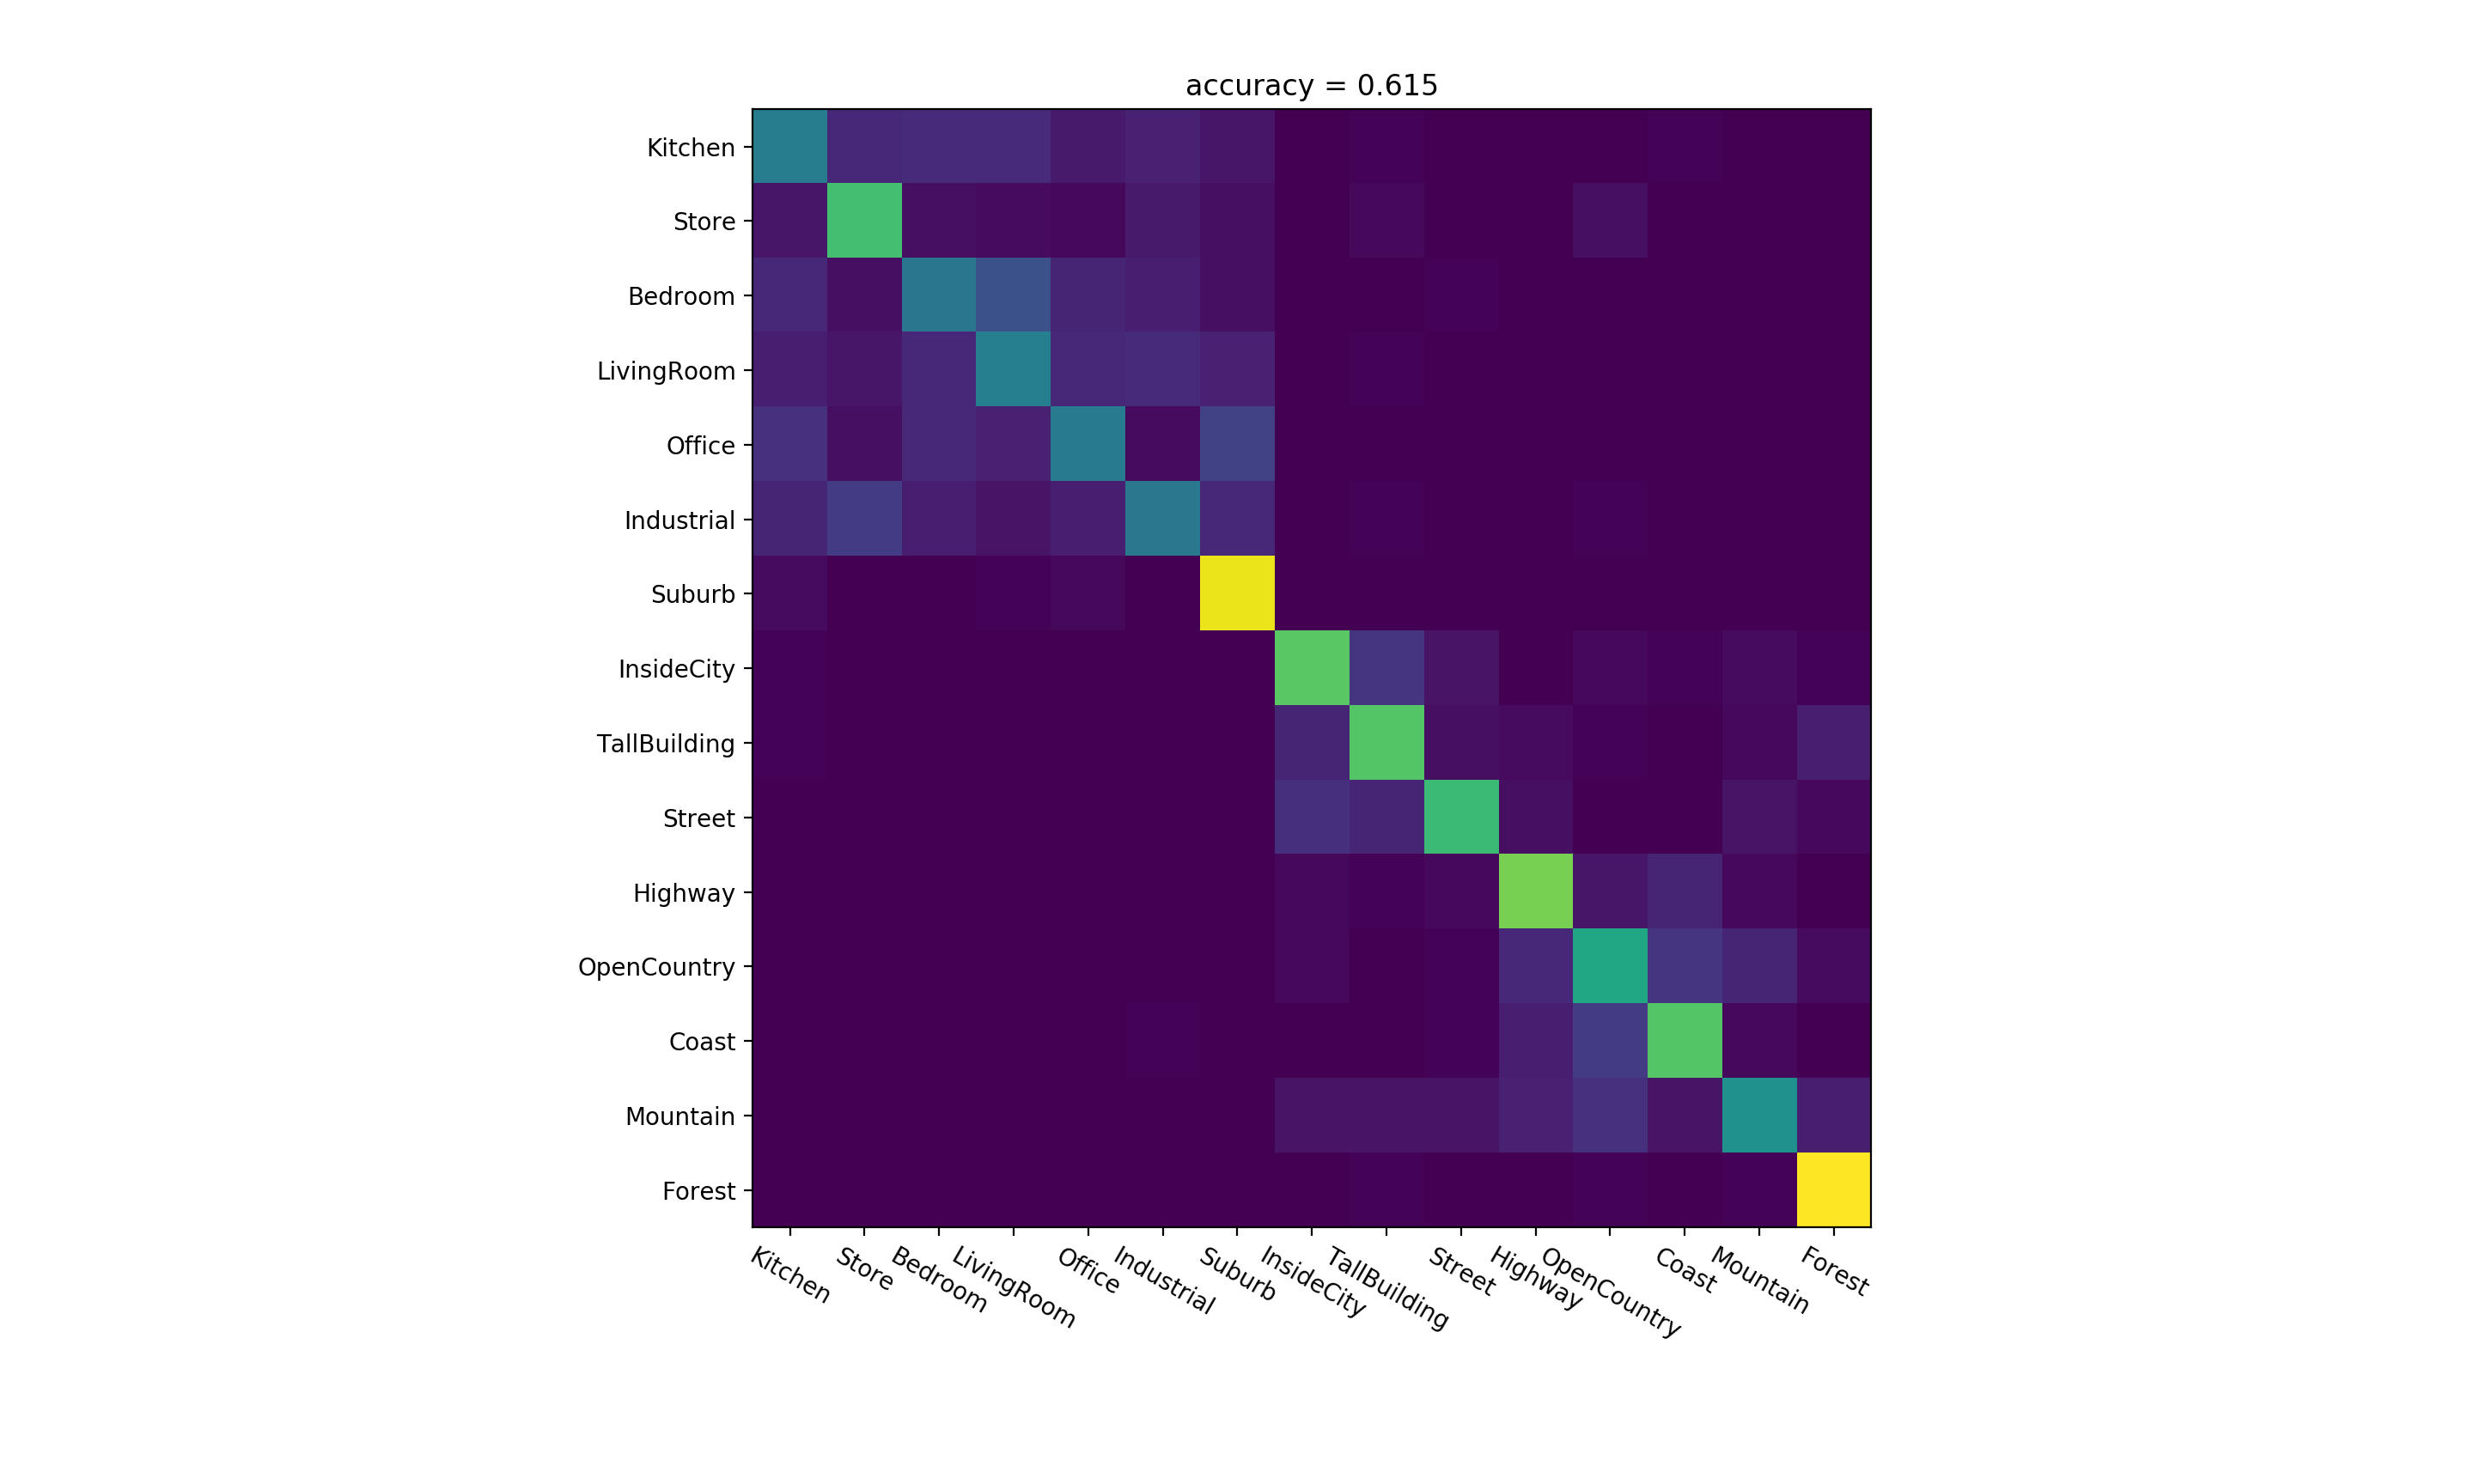 accuracy = 0.615
Kitchen
Store
Bedroom
LivingRoom
Office
Industrial
Suburb
InsideCity
TallBuilding
Street
Highway
OpenCountry
Coast
Mountain
Forest
Kitchen
Store
Bedroom
LivingRoom
Office
Industrial
Suburb
InsideCity
TallBuilding
Street
Highway
OpenCountry
Coast
Mountain
Forest